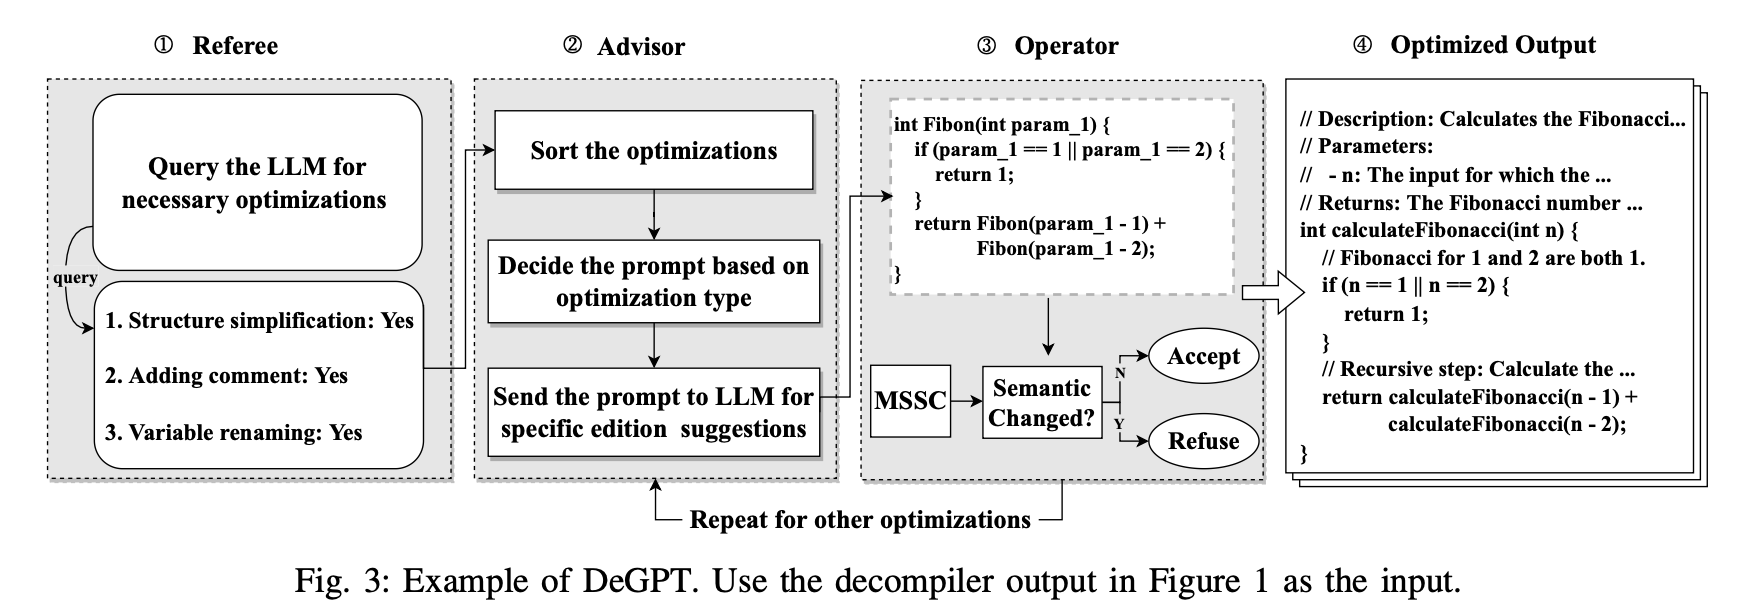 ① Referee
Query the LLM for
necessary optimizations
query
1. Structure simplification: Yes
2. Adding comment: Yes
3. Variable renaming: Yes
② Advisor
Sort the optimizations
Decide the prompt based on
optimization type
Send the prompt to LLM for
specific edition suggestions
③ Operator
int Fibon(int param_1) {
if (param_1 == 1 || param_1 == 2) {
return 1;
}
return Fibon(param_1 - 1) +
Fibon(param_1 - 2);
}
MSSC
Semantic
Changed?
N
Accept
Y
Refuse
Repeat for other optimizations
④ Optimized Output
// Description: Calculates the Fibonacci...
// Parameters:
// - n: The input for which the ...
// Returns: The Fibonacci number ...
int calculateFibonacci(int n) {
// Fibonacci for 1 and 2 are both 1.
if (n == 1 || n == 2) {
return 1;
}
// Recursive step: Calculate the ...
return calculateFibonacci(n - 1) +
calculateFibonacci(n - 2);
}
Fig. 3: Example of DeGPT. Use the decompiler output in Figure 1 as the input.